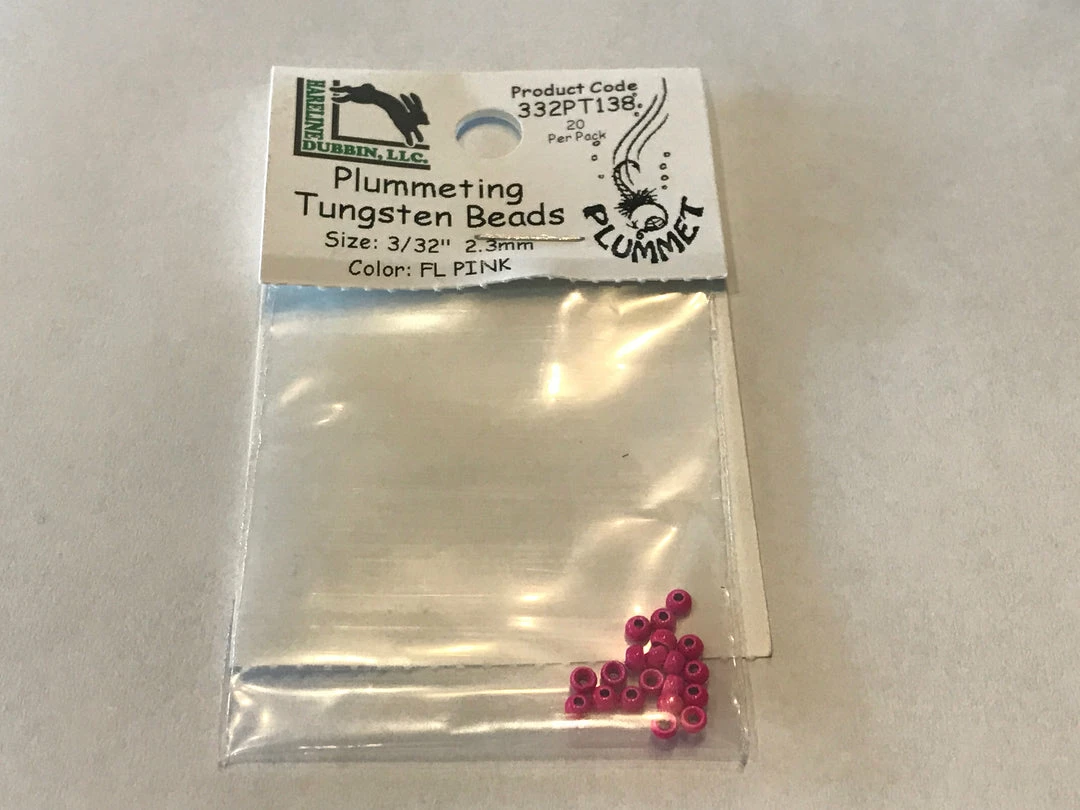 HARELINE
DUBBIN, LLC.
Product Code
332PT138
20
Per Pack
Plummeting
Tungsten Beads
Size: 3/32" 2.3mm
Color: FL PINK
PLUMMET